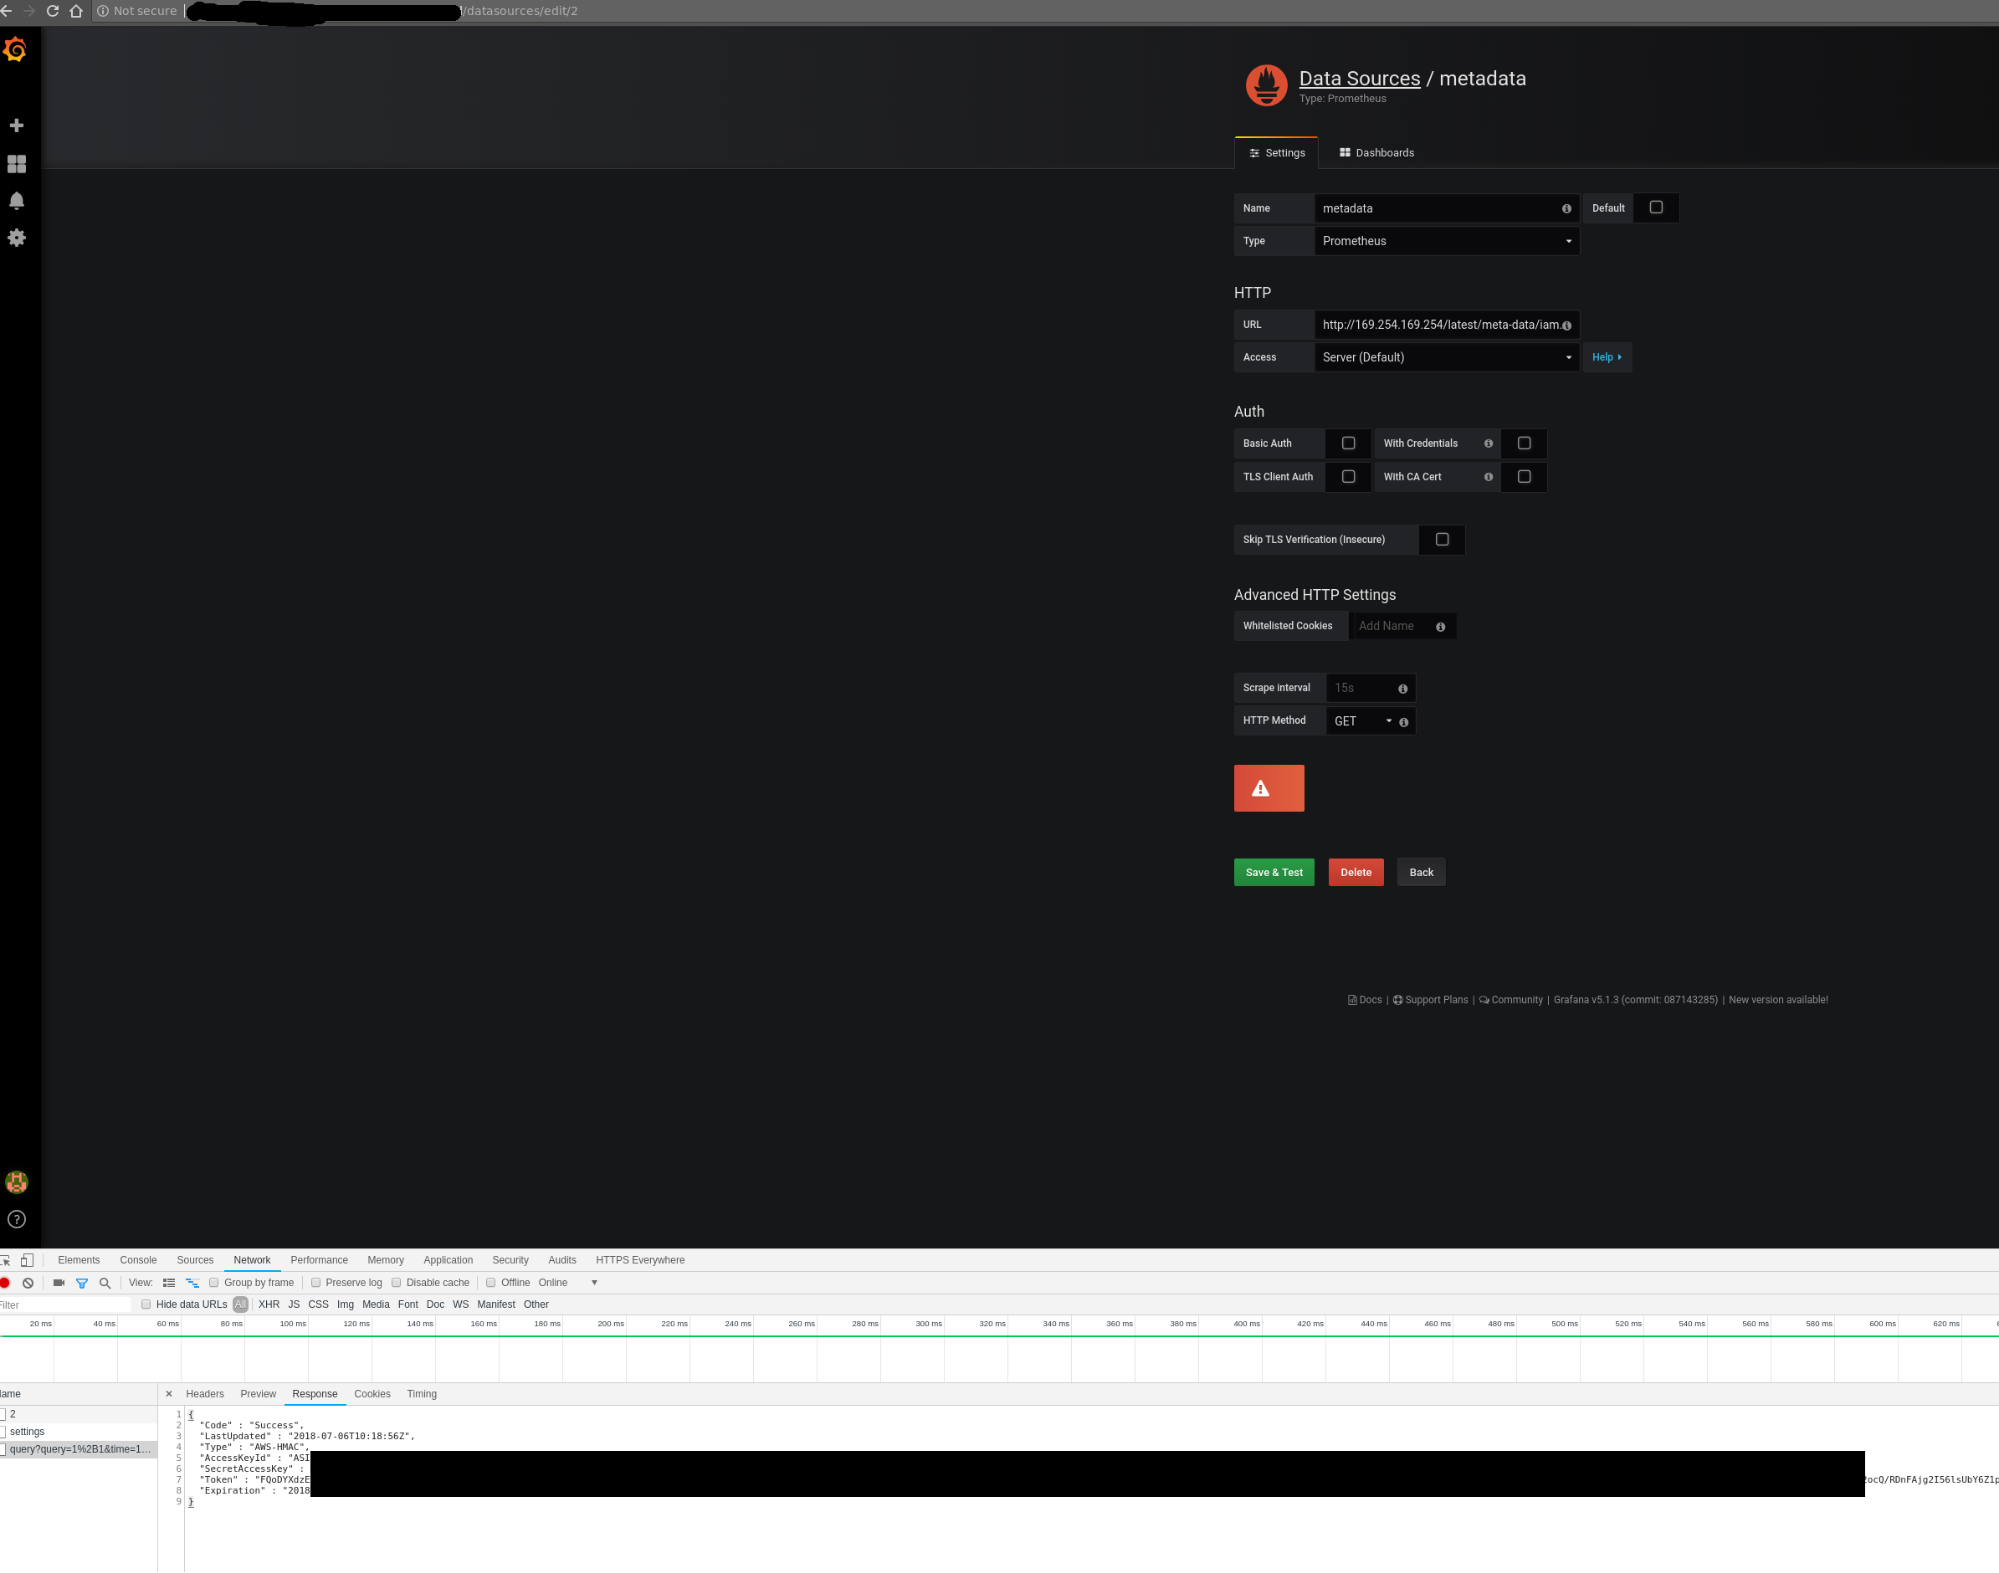 Not secure
/datasources/edit/2
Data Sources / metadata
Type: Prometheus
Settings
Dashboards
Name metadata Default
Type Prometheus
HTTP
URL http://169.254.169.254/latest/meta-data/iam.
Access Server (Default) Help
Auth
Basic Auth With Credentials
TLS Client Auth With CA Cert
Skip TLS Verification (Insecure)
Advanced HTTP Settings
Whitelisted Cookies Add Name
Scrape interval 15s
HTTP Method GET
Save & Test Delete Back
Docs | Support Plans | Community | Grafana v5.1.3 (commit: 087143285) | New version available!
Elements Console Sources Network Performance Memory Application Security Audits HTTPS Everywhere
View: Group by frame Preserve log Disable cache Offline Online
Filter Hide data URLs All XHR JS CSS Img Media Font Doc WS Manifest Other
20 ms 40 ms 60 ms 80 ms 100 ms 120 ms 140 ms 160 ms 180 ms 200 ms 220 ms 240 ms 260 ms 280 ms 300 ms 320 ms 340 ms 360 ms 380 ms 400 ms 420 ms 440 ms 460 ms 480 ms 500 ms 520 ms 540 ms 560 ms 580 ms 600 ms 620 ms
ame × Headers Preview Response Cookies Timing
2
settings
query?query=1%2B1&time=1...
1 {
2 "Code" : "Success",
3 "LastUpdated" : "2018-07-06T10:18:56Z",
4 "Type" : "AWS-HMAC",
5 "AccessKeyId" : "ASI
6 "SecretAccessKey" :
7 "Token" : "FQoDYXdzE ocQ/RDnFAjg2I56lsUbY6Z1p
8 "Expiration" : "2018
9 }